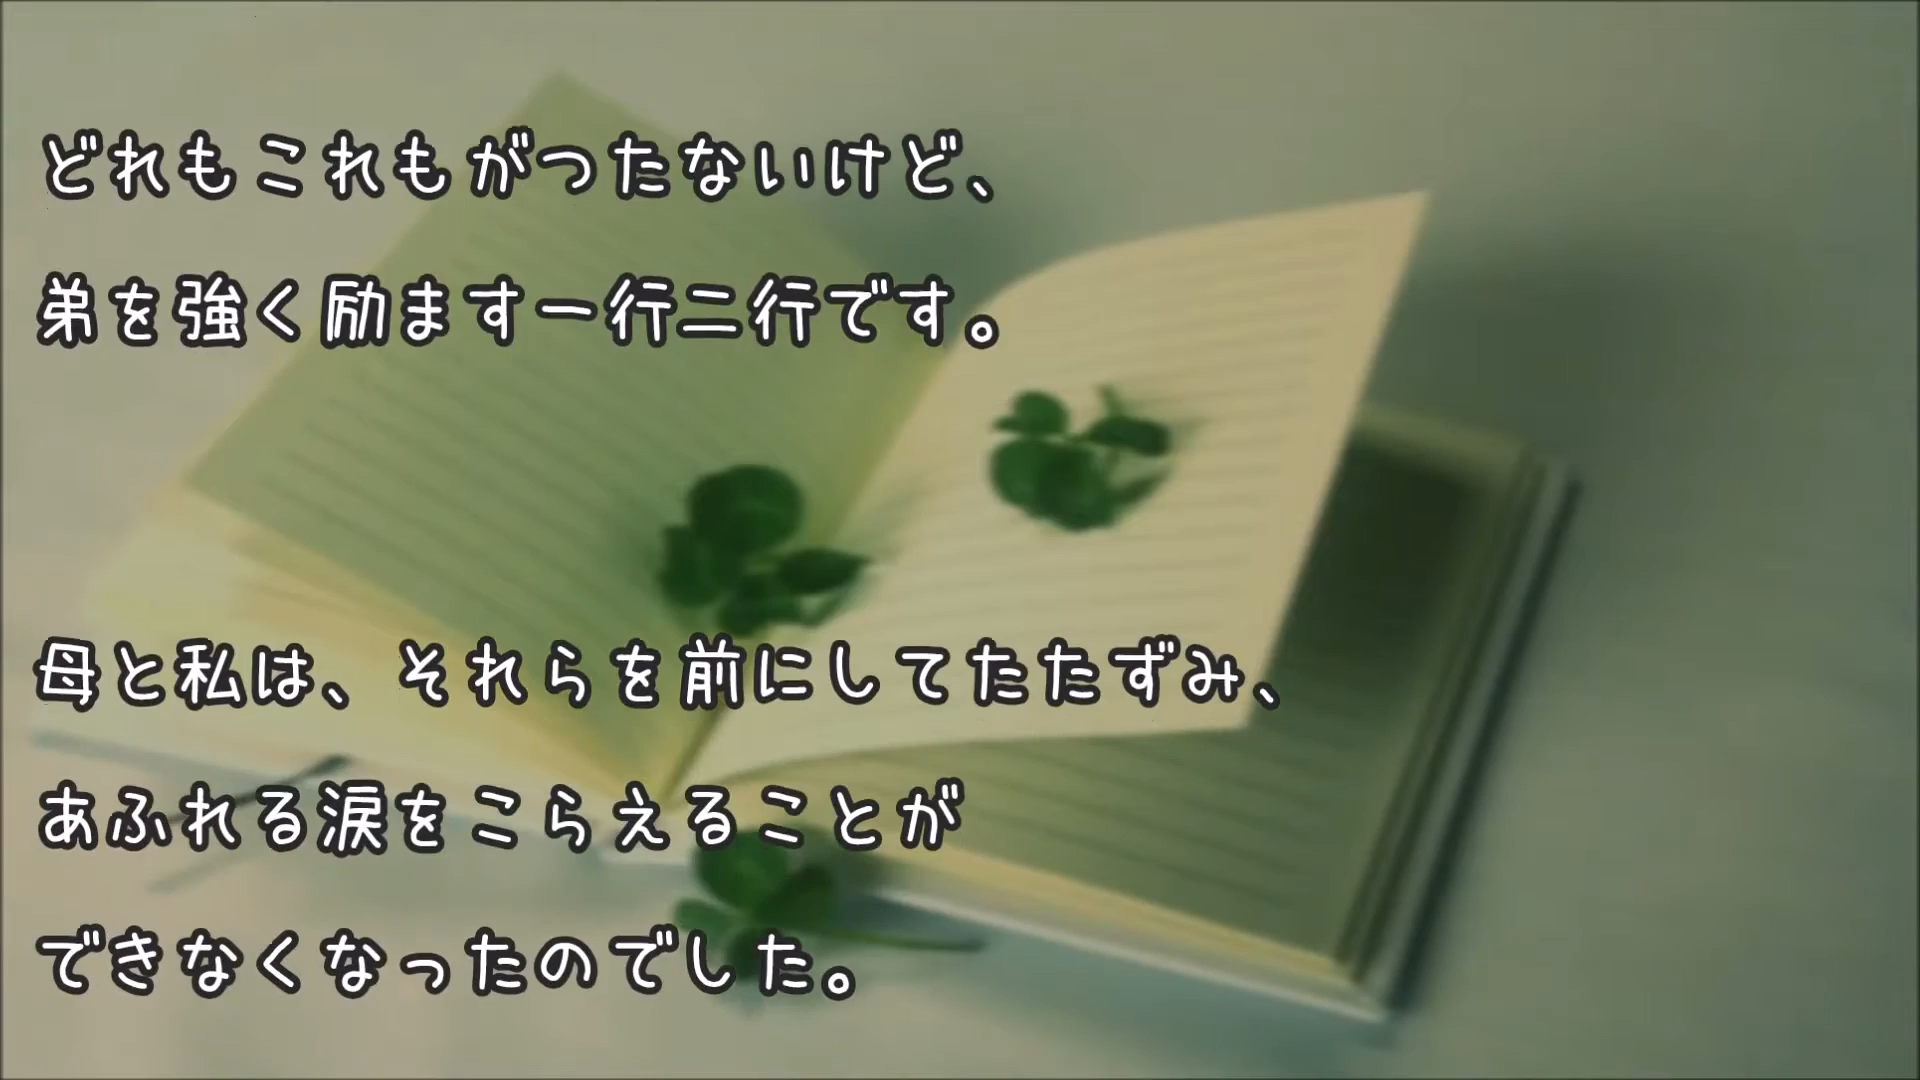 どれもこれもがつたないけど、
弟を強く励ます一行二行です。
母と私は、それらを前にしてたたずみ、
あふれる涙をこらえることが
できなくなったのでした。